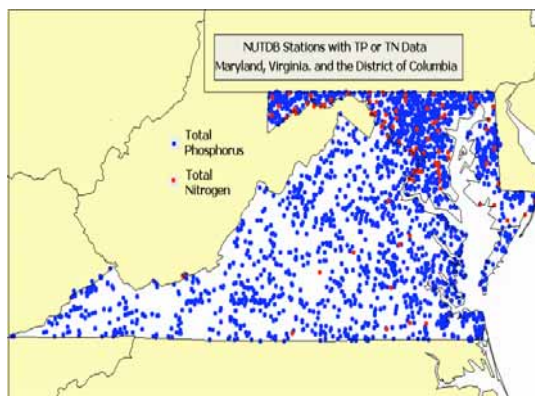 NUTDB Stations with TP or TN Data
Maryland, Virginia. and the District of Columbia
Total
Phosphorus
Total
Nitrogen